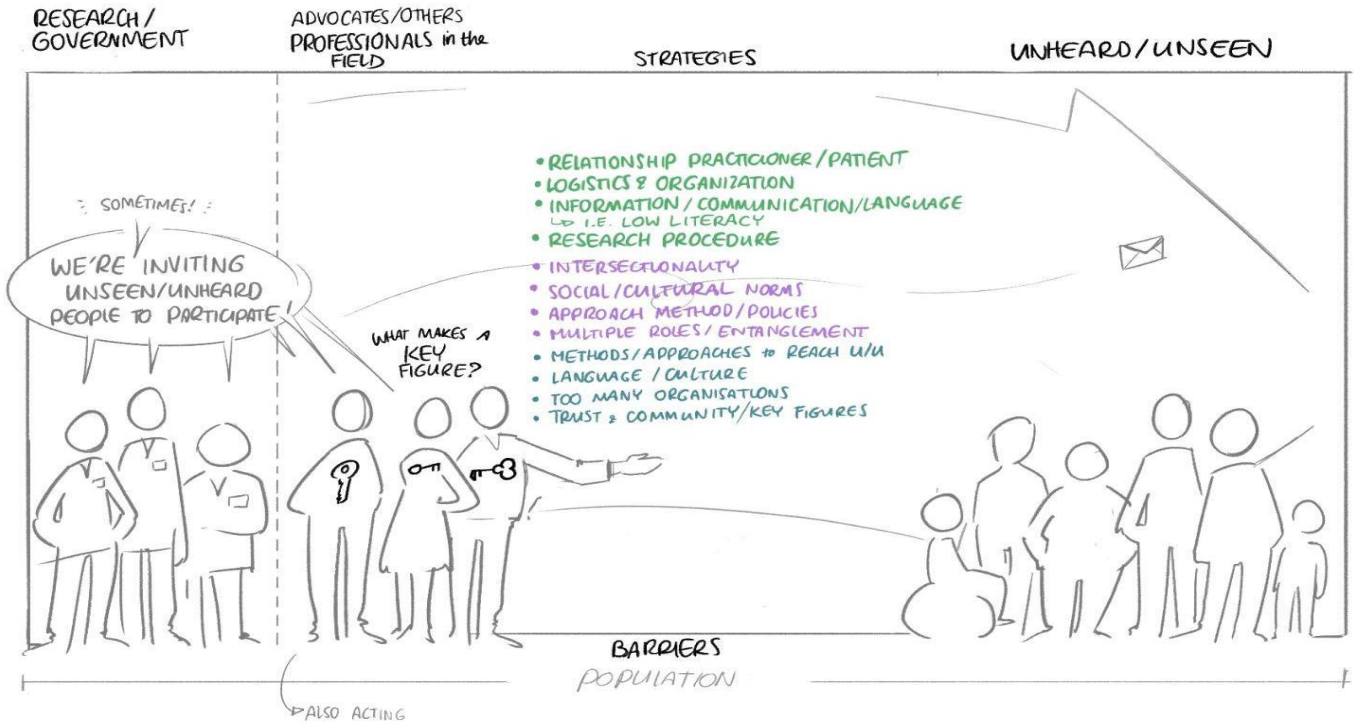 RESEARCH/
GOVERNMENT
ADVOCATES/OTHERS
PROFESSIONALS in the
FIELD
STRATEGIES
UNHEARD/UNSEEN
SOMETIMES!
WE'RE INVITING
UNSEEN/UNHEARD
PEOPLE TO PARTICIPATE!
WHAT MAKES A
KEY
FIGURE?
• RELATIONSHIP PRACTICIONER/PATIENT
• LOGISTICS & ORGANIZATION
• INFORMATION/COMMUNICATION/LANGUAGE
↳ I.E. LOW LITERACY
• RESEARCH PROCEDURE
• INTERSECTIONALITY
• SOCIAL/CULTURAL NORMS
• APPROACH METHOD/POLICIES
• MULTIPLE ROLES/ENTANGLEMENT
• METHODS/APPROACHES to REACH U/U
• LANGUAGE / CULTURE
• TOO MANY ORGANISATIONS
• TRUST & COMMUNITY/KEY FIGURES
BARRIERS
POPULATION
ALSO ACTING